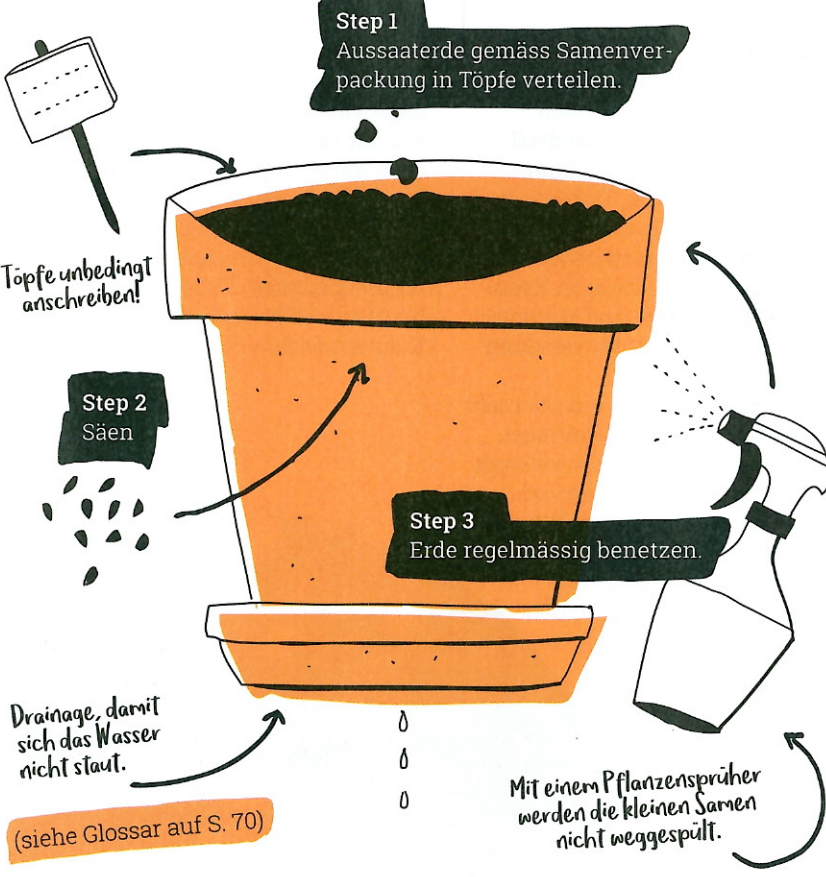 Step 1
Aussaaterde gemäss Samenver-
packung in Töpfe verteilen.
Töpfe unbedingt
anschreiben!
Step 2
Säen
Step 3
Erde regelmässig benetzen.
Drainage, damit
sich das Wasser
nicht staut.
(siehe Glossar auf S. 70)
Mit einem Pflanzensprüher
werden die kleinen Samen
nicht weggespült.